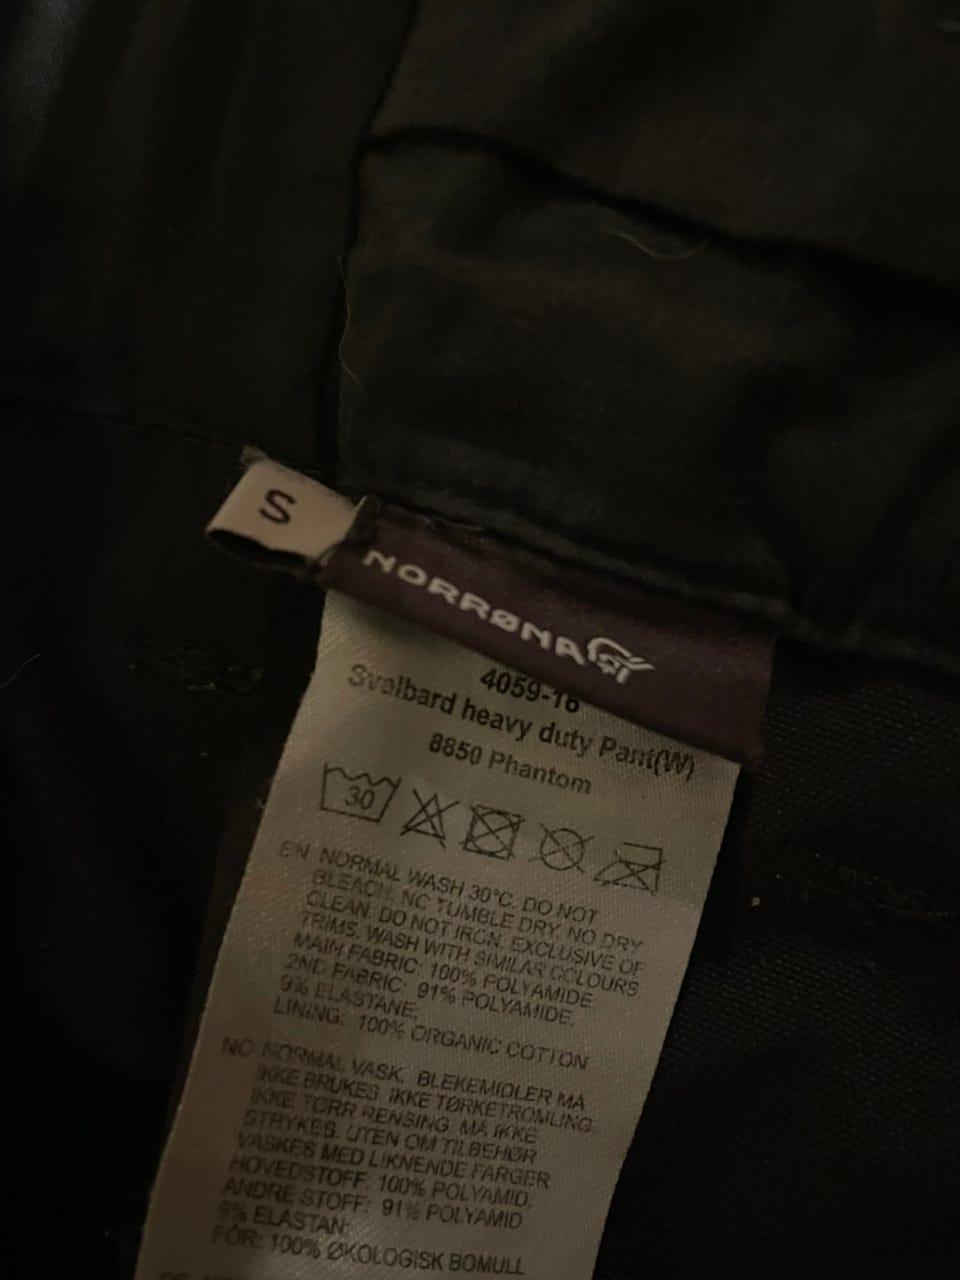 S
NORRØNA
4059-16
Svalbard heavy duty Pant(W)
8850 Phantom
30
EN NORMAL WASH 30°C. DO NOT
BLEACH. NO TUMBLE DRY. NO DRY
CLEAN. DO NOT IRON. EXCLUSIVE OF
TRIMS. WASH WITH SIMILAR COLOURS
MAIN FABRIC: 100% POLYAMIDE.
2ND FABRIC: 91% POLYAMIDE,
9% ELASTANE;
LINING: 100% ORGANIC COTTON
NO NORMAL VASK. BLEKEMIDLER MÅ
IKKE BRUKES. IKKE TØRKETROMLING.
IKKE TØRR RENSING. MÅ IKKE
STRYKES. UTEN OM TILBEHØR
VASKES MED LIKNENDE FARGER
HOVEDSTOFF: 100% POLYAMID;
ANDRE STOFF: 91% POLYAMID
9% ELASTAN;
FÔR: 100% ØKOLOGISK BOMULL